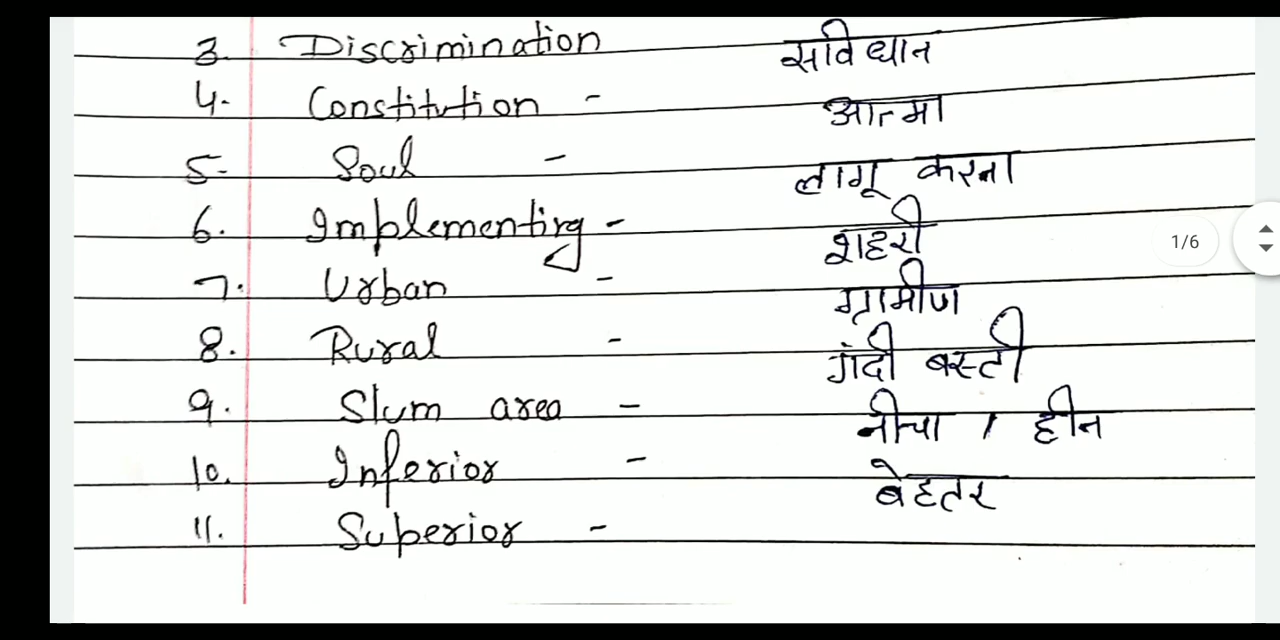 3. Discrimination
सविधान
4. Constitution -
आत्मा
5- Soul -
लागू करना
6. Implementing -
शहरी
1/6
7. Urban -
ग्रामीण
8. Rural -
गंदी बस्ती
9. Slum area -
नीचा / हीन
10. Inferior -
बेहतर
11. Superior -